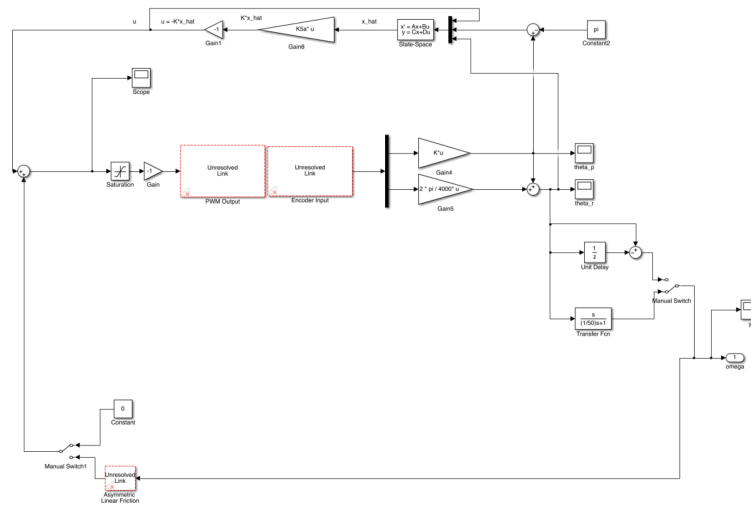 u
u = -K*x_hat
K*x_hat
x_hat
-1
Gain1
K5a* u
Gain8
x' = Ax+Bu
y = Cx+Du
State-Space
pi
Constant2
Scope
Saturation
-1
Gain
Unresolved
Link
PWM Output
Unresolved
Link
Encoder Input
K*u
Gain4
2 * pi / 4000* u
Gain5
theta_p
theta_r
1
z
Unit Delay
s
(1/50)s+1
Transfer Fcn
Manual Switch
y
1
omega
0
Constant
Manual Switch1
Unresolved
Link
Asymmetric
Linear Friction